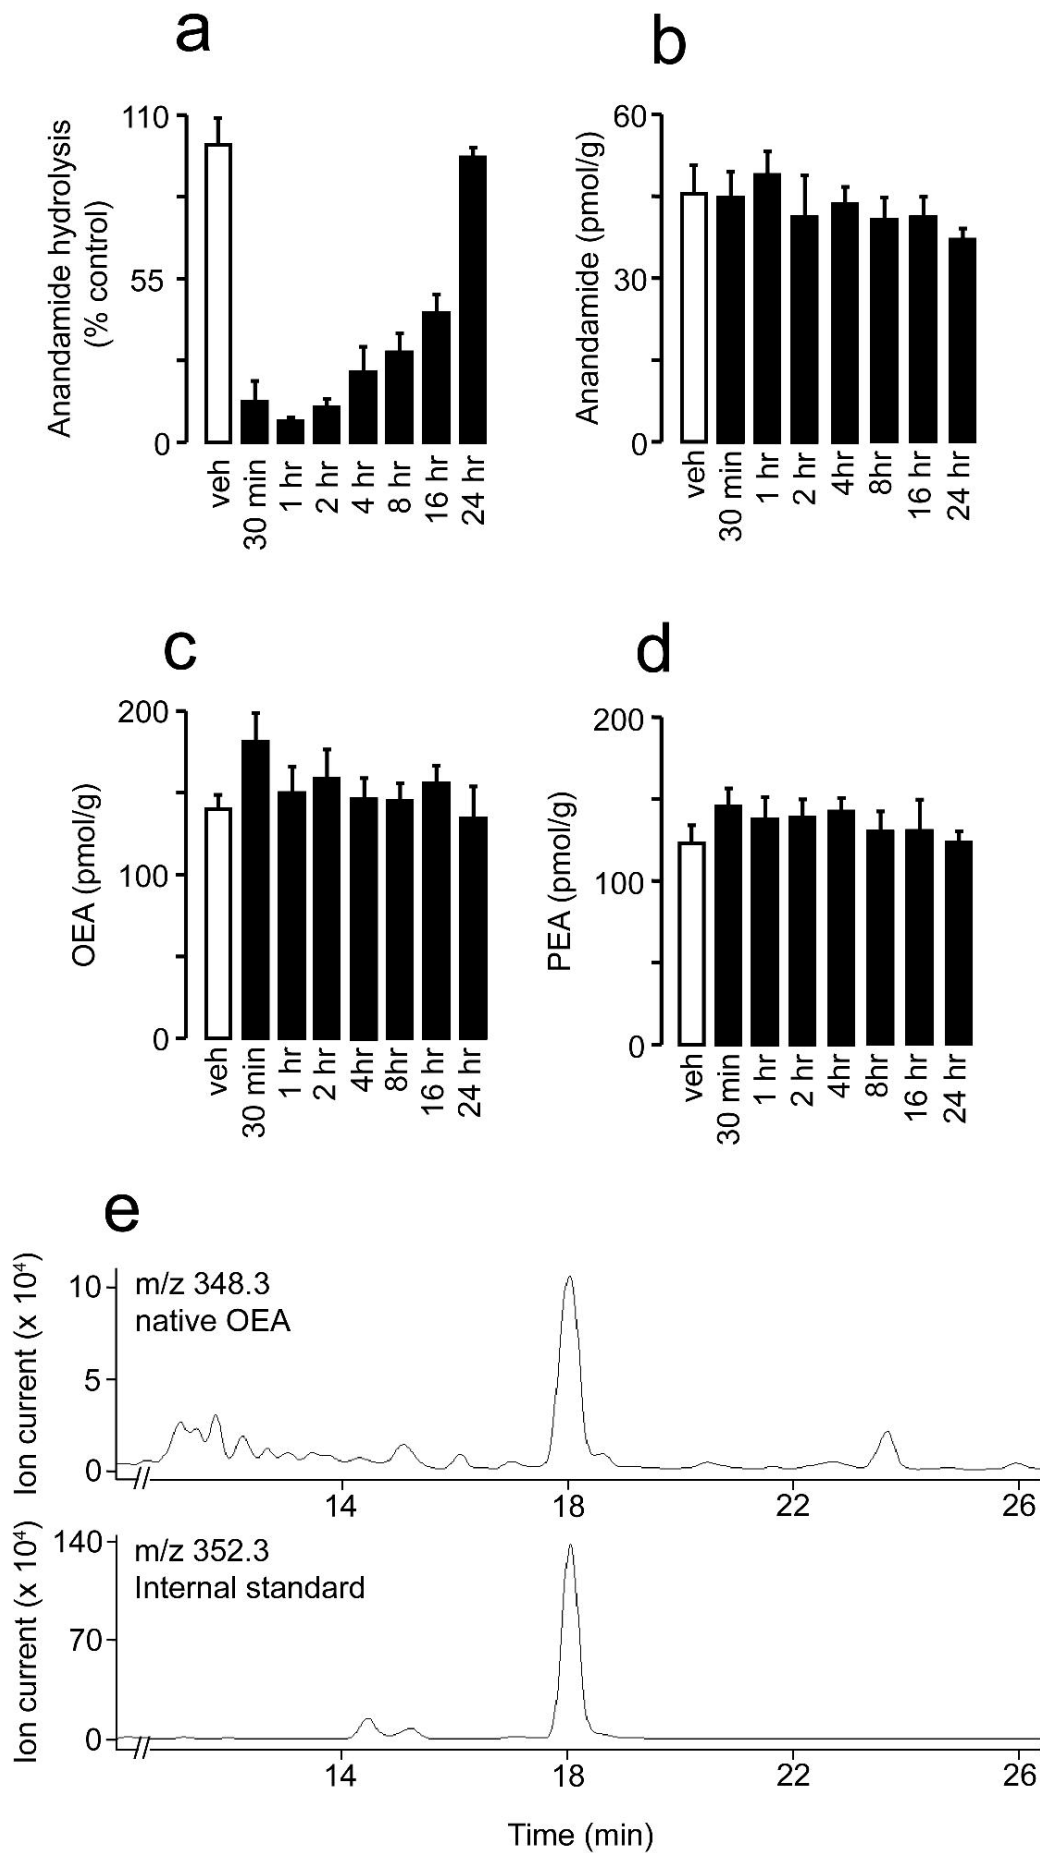 a
Anandamide hydrolysis
(% control)
110
55
0
veh
30 min
1 hr
2 hr
4 hr
8 hr
16 hr
24 hr
b
Anandamide (pmol/g)
60
30
0
veh
30 min
1 hr
2 hr
4hr
8hr
16 hr
24 hr
c
OEA (pmol/g)
200
100
0
veh
30 min
1 hr
2 hr
4hr
8hr
16 hr
24 hr
d
PEA (pmol/g)
200
100
0
veh
30 min
1 hr
2 hr
4hr
8hr
16 hr
24 hr
e
Ion current (x 10⁴)
10
5
0
m/z 348.3
native OEA
14
18
22
26
Ion current (x 10⁴)
140
70
0
m/z 352.3
Internal standard
14
18
22
26
Time (min)